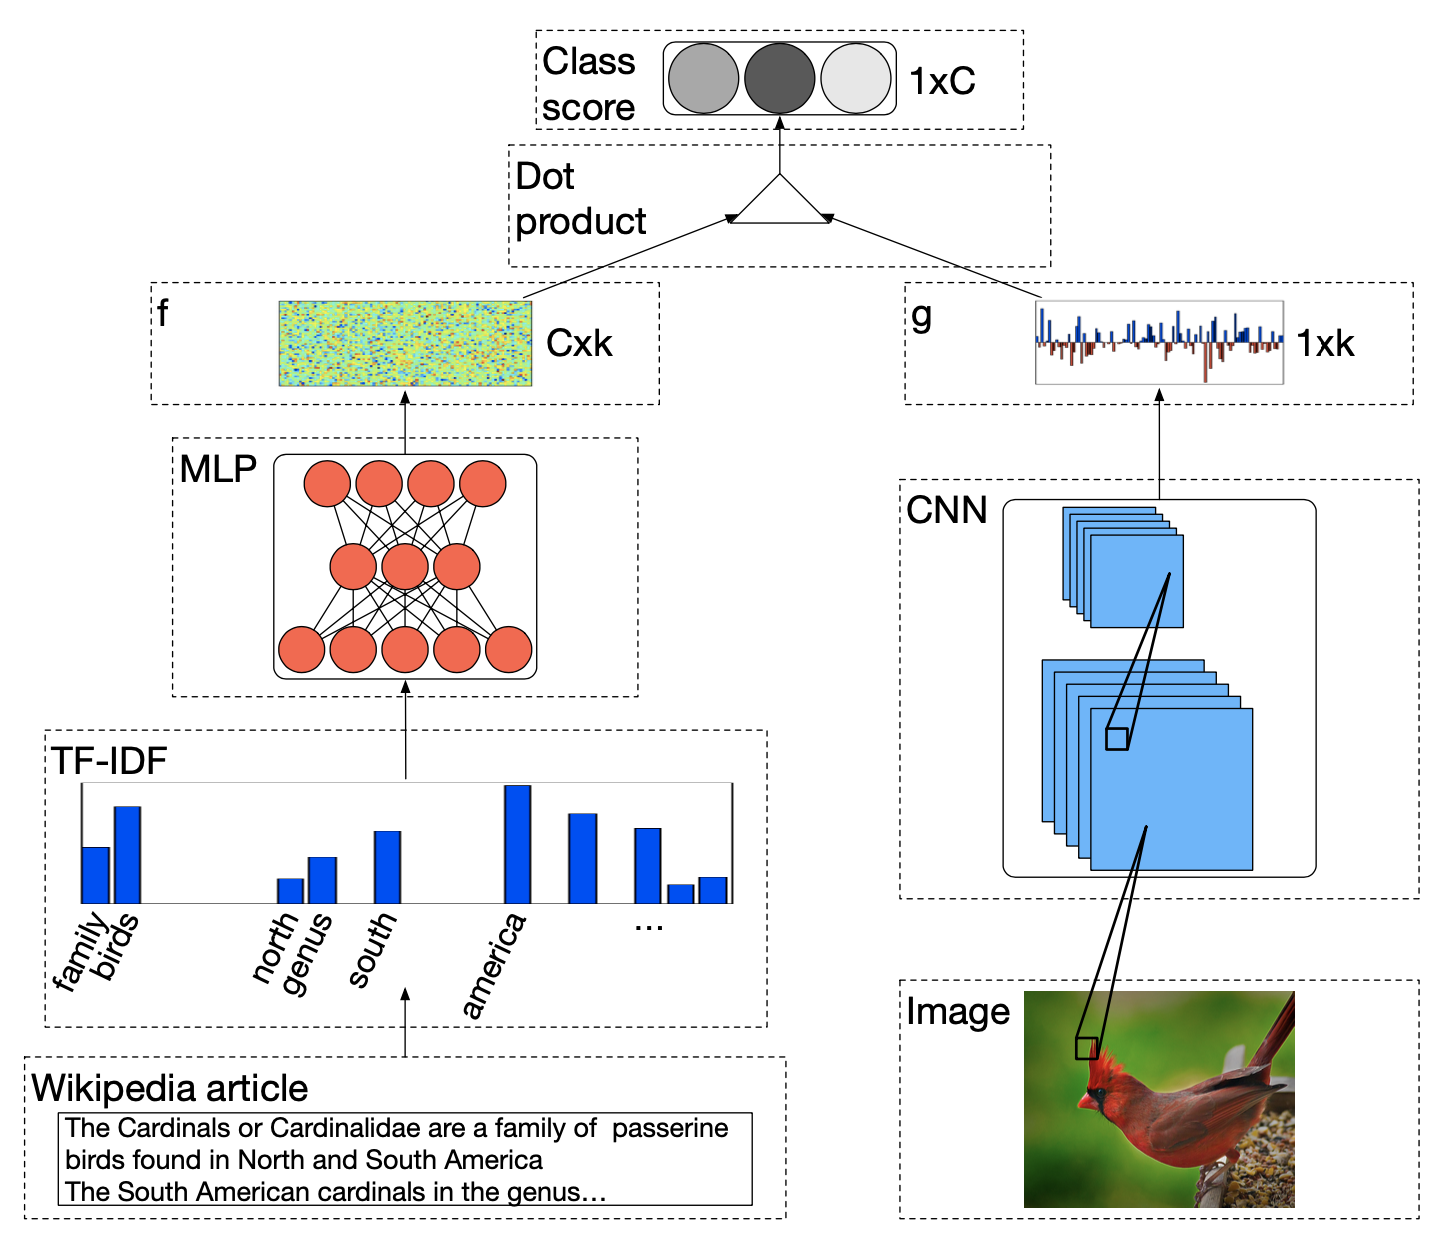 Class
score
1xC
Dot
product
f
Cxk
g
1xk
MLP
CNN
TF-IDF
family
birds
north
genus
south
america
...
Image
Wikipedia article
The Cardinals or Cardinalidae are a family of  passerine
birds found in North and South America
The South American cardinals in the genus...